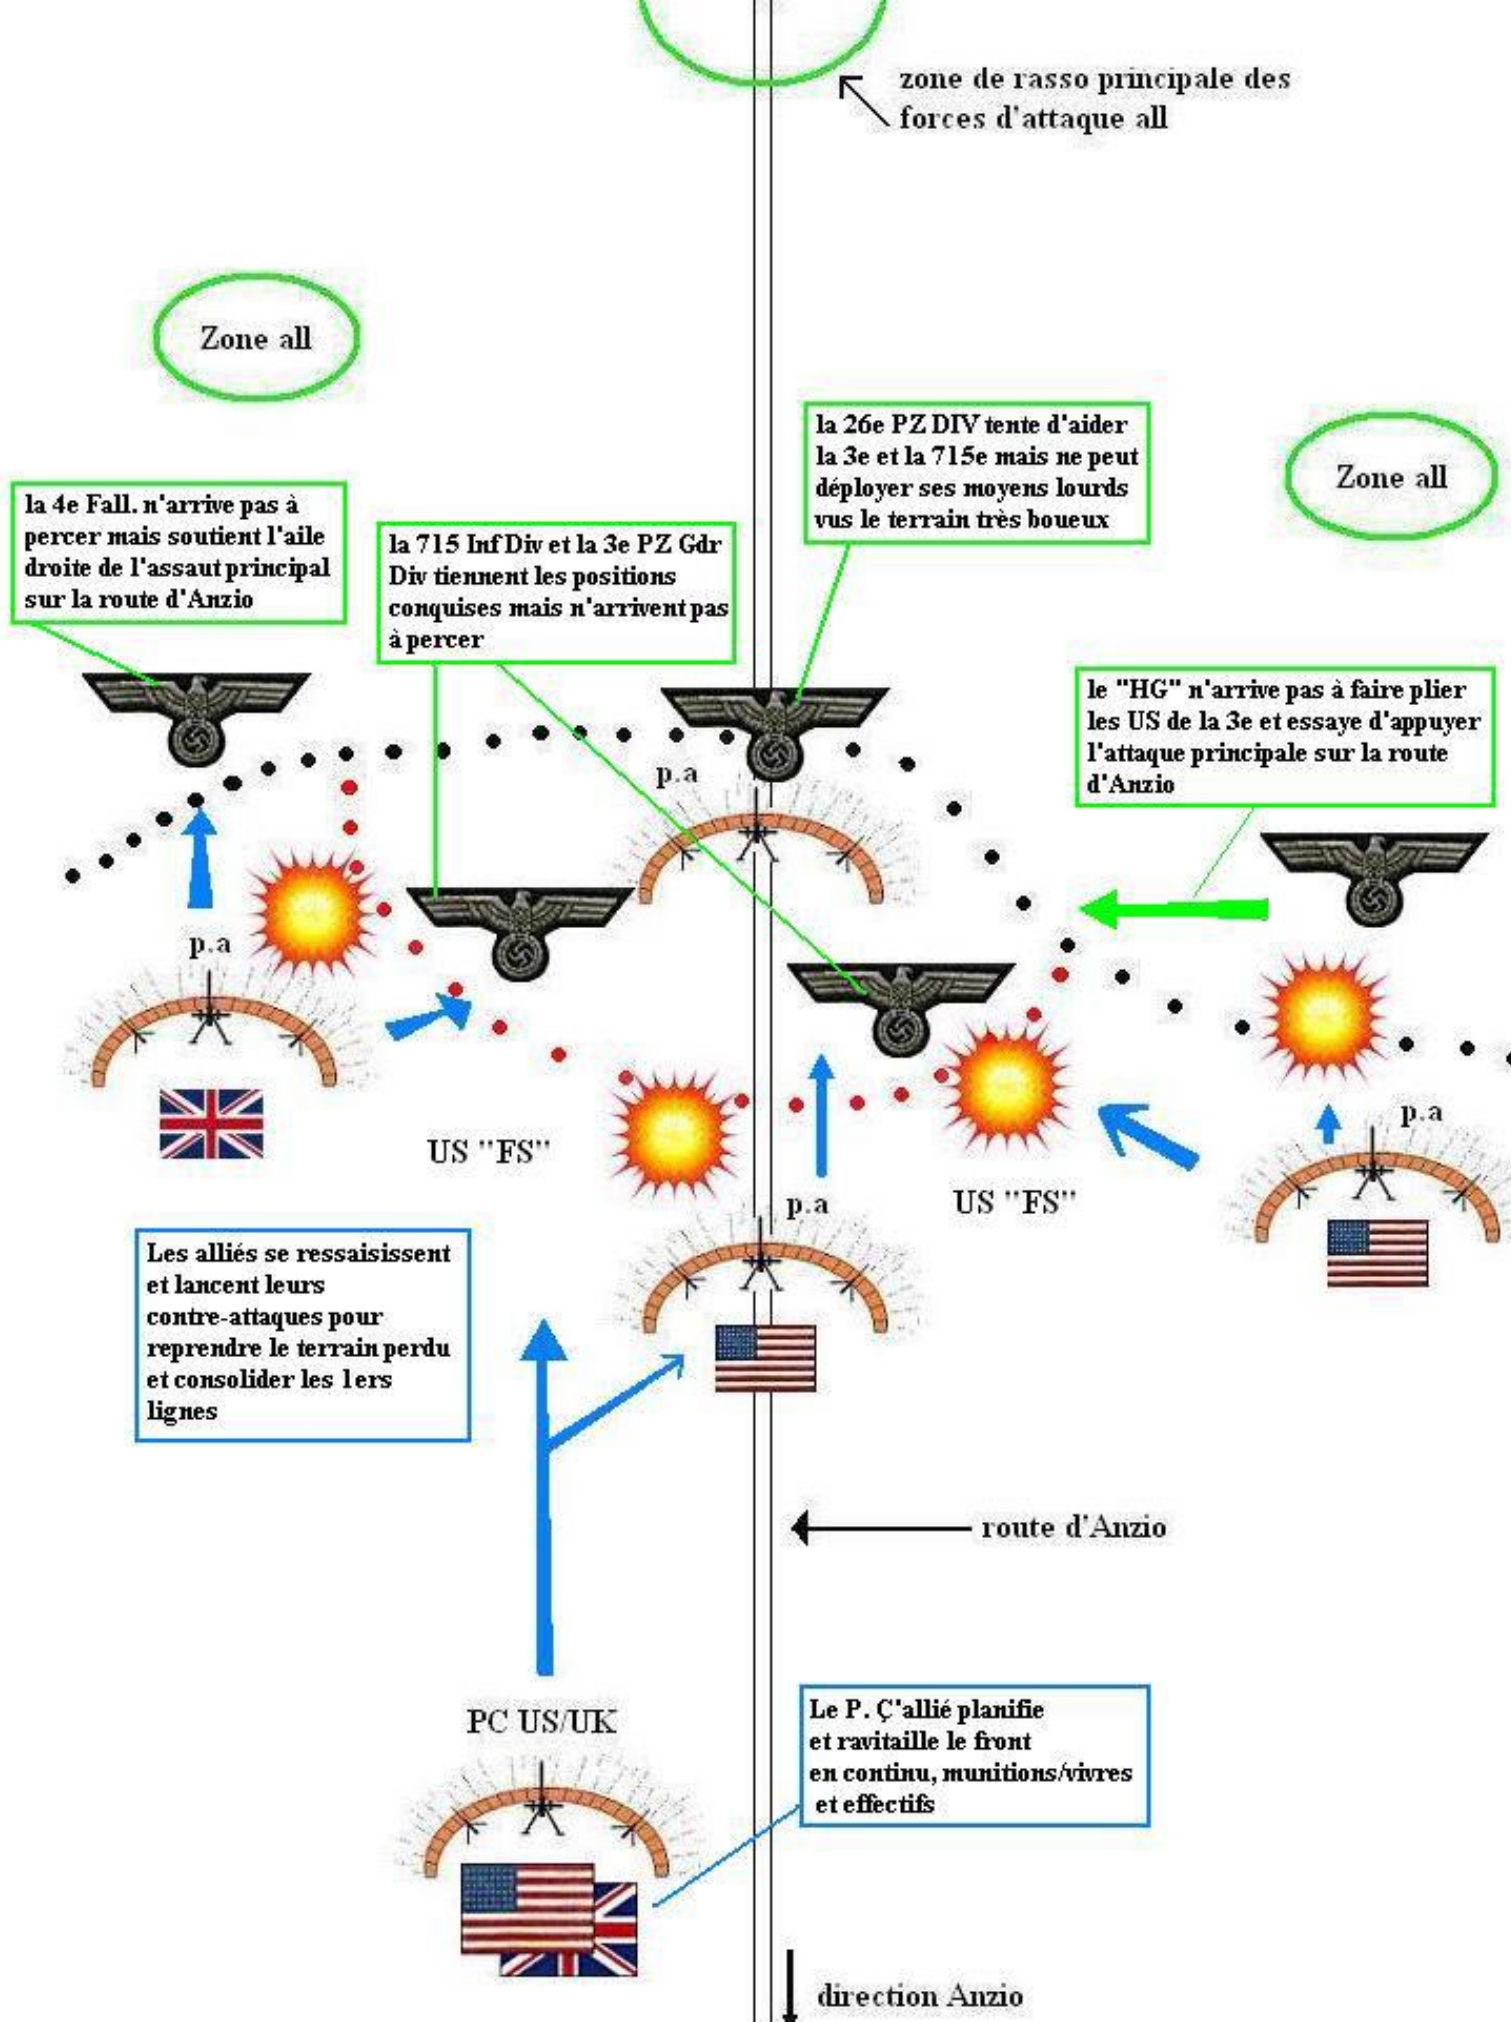 zone de rasso principale des
forces d'attaque all
Zone all
la 26e PZ DIV tente d'aider
la 3e et la 715e mais ne peut
déployer ses moyens lourds
vus le terrain très boueux
Zone all
la 4e Fall. n'arrive pas à
percer mais soutient l'aile
droite de l'assaut principal
sur la route d'Anzio
la 715 Inf Div et la 3e PZ Gdr
Div tiennent les positions
conquises mais n'arrivent pas
à percer
le "HG" n'arrive pas à faire plier
les US de la 3e et essaye d'appuyer
l'attaque principale sur la route
d'Anzio
p.a
p.a
p.a
US "FS"
US "FS"
p.a
Les alliés se ressaisissent
et lancent leurs
contre-attaques pour
reprendre le terrain perdu
et consolider les 1ers
lignes
route d'Anzio
PC US/UK
Le P. Ç'allié planifie
et ravitaille le front
en continu, munitions/vivres
et effectifs
direction Anzio